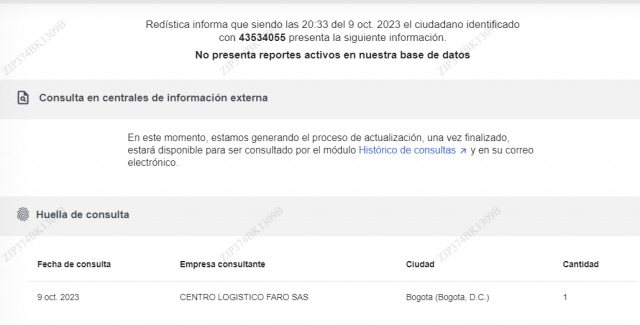 Redística informa que siendo las 20:33 del 9 oct. 2023 el ciudadano identificado
con 43534055 presenta la siguiente información.
No presenta reportes activos en nuestra base de datos
Consulta en centrales de información externa
En este momento, estamos generando el proceso de actualización, una vez finalizado,
estará disponible para ser consultado por el módulo Histórico de consultas ↗ y en su correo
electrónico.
Huella de consulta
Fecha de consulta Empresa consultante Ciudad Cantidad
9 oct. 2023 CENTRO LOGISTICO FARO SAS Bogota (Bogota, D.C.) 1
ZIP374BK1309B
ZIP374BK1309B
ZIP374BK1309B
ZIP374BK1309B
ZIP374BK1309B
ZIP374BK1309B